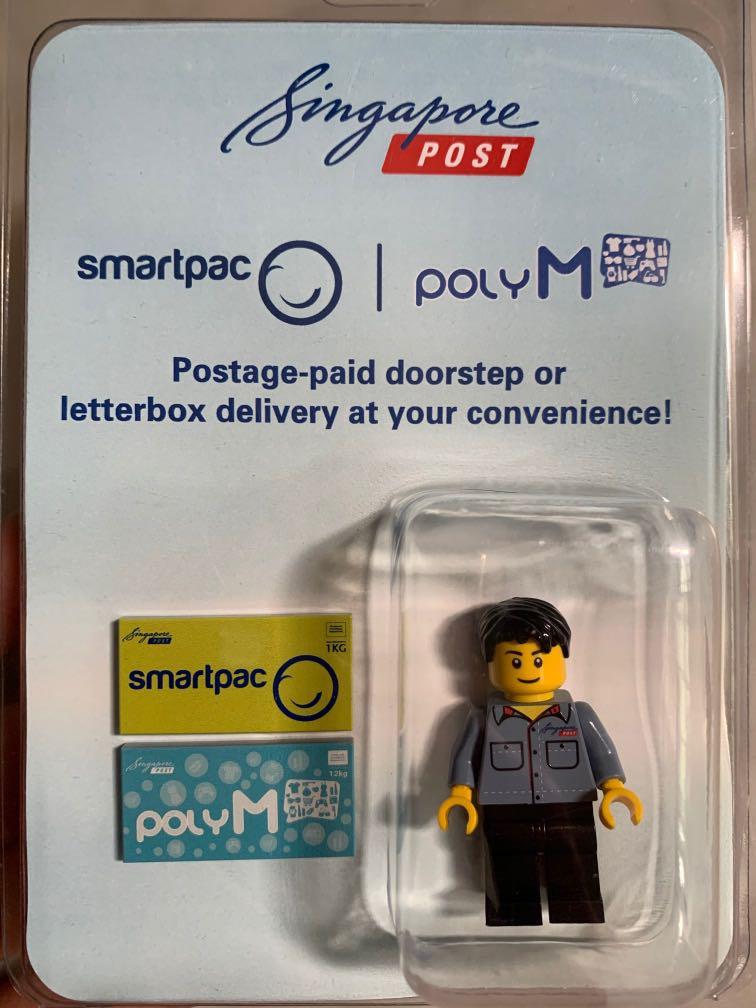 Singapore
POST
smartpac | polyM
Postage-paid doorstep or
letterbox delivery at your convenience!
Singapore
POST
1KG
smartpac
Singapore
POST
1.2kg
polyM
Singapore
POST